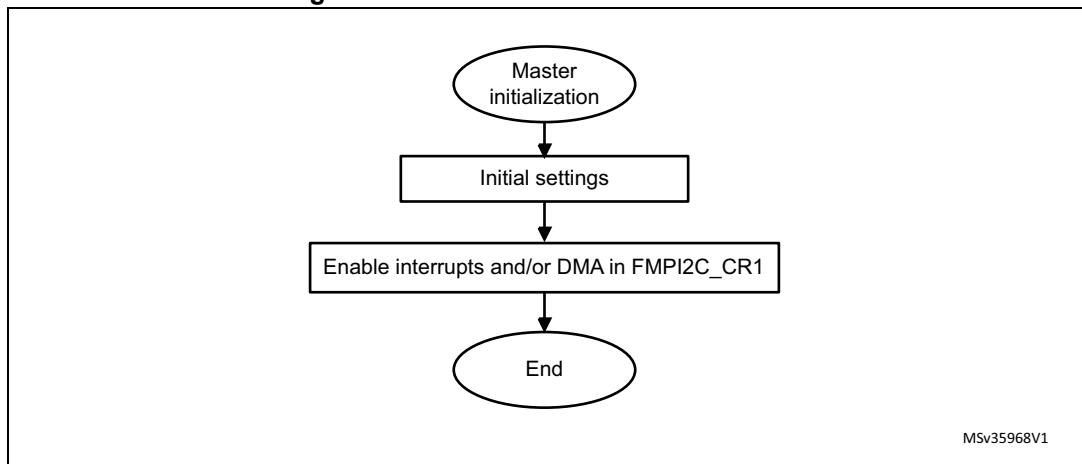 Master
initialization
Initial settings
Enable interrupts and/or DMA in FMPI2C_CR1
End
MSv35968V1